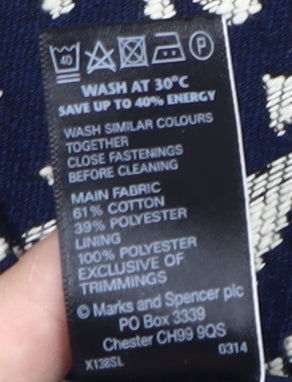 40 P
WASH AT 30°C
SAVE UP TO 40% ENERGY
WASH SIMILAR COLOURS
TOGETHER
CLOSE FASTENINGS
BEFORE CLEANING
MAIN FABRIC
61% COTTON
39% POLYESTER
LINING
100% POLYESTER
EXCLUSIVE OF
TRIMMINGS
© Marks and Spencer plc
PO Box 3339
Chester CH99 9QS
X138SL 0314